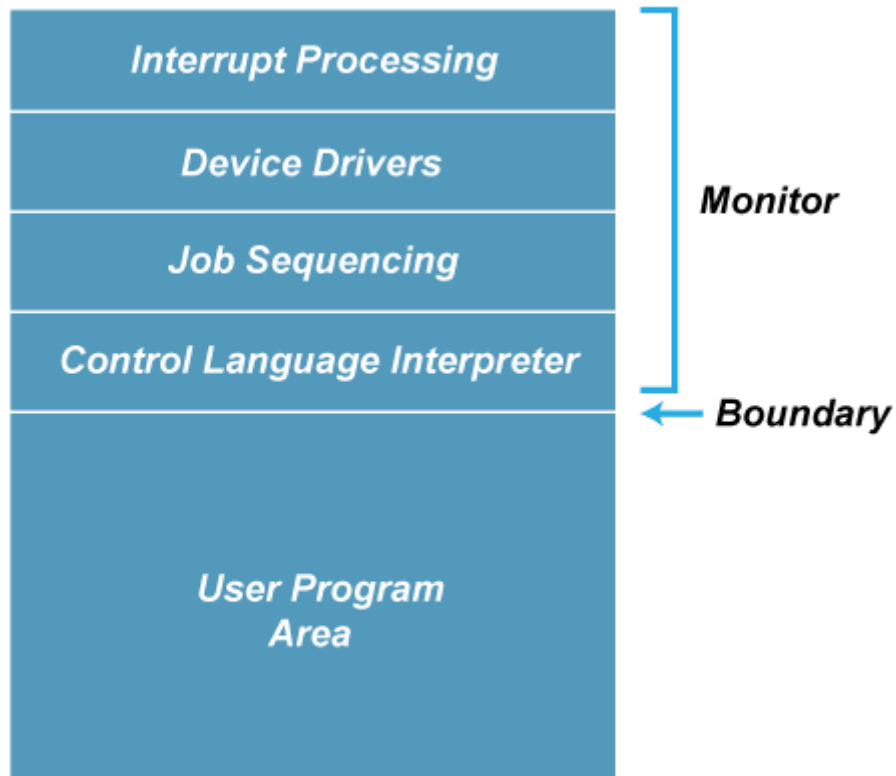 Interrupt Processing
Device Drivers
Monitor
Job Sequencing
Control Language Interpreter
Boundary
User Program
Area